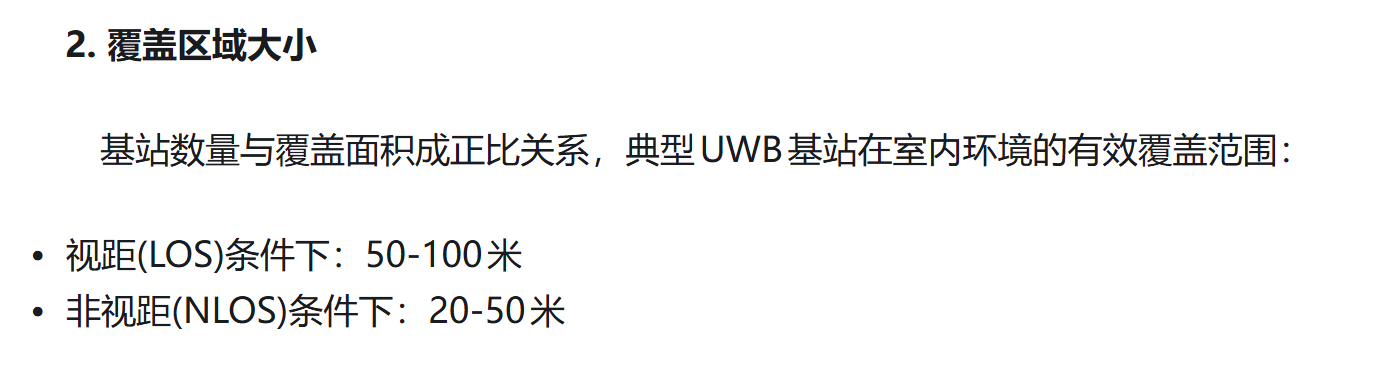 2. 覆盖区域大小
基站数量与覆盖面积成正比关系，典型UWB基站在室内环境的有效覆盖范围：
• 视距(LOS)条件下：50-100米
• 非视距(NLOS)条件下：20-50米